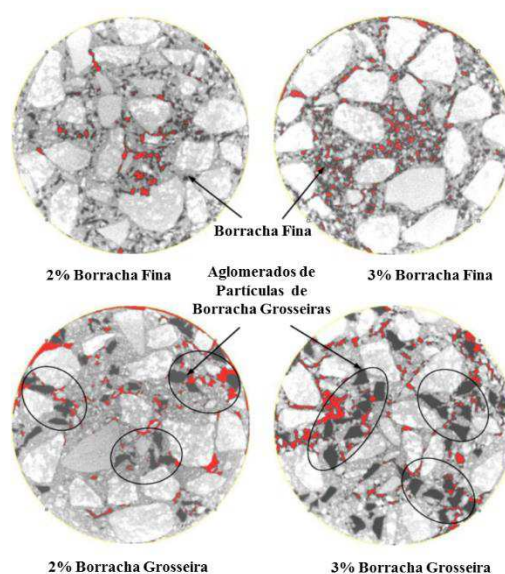 Borracha Fina
2% Borracha Fina
3% Borracha Fina
Aglomerados de
Partículas de
Borracha Grosseiras
2% Borracha Grosseira
3% Borracha Grosseira